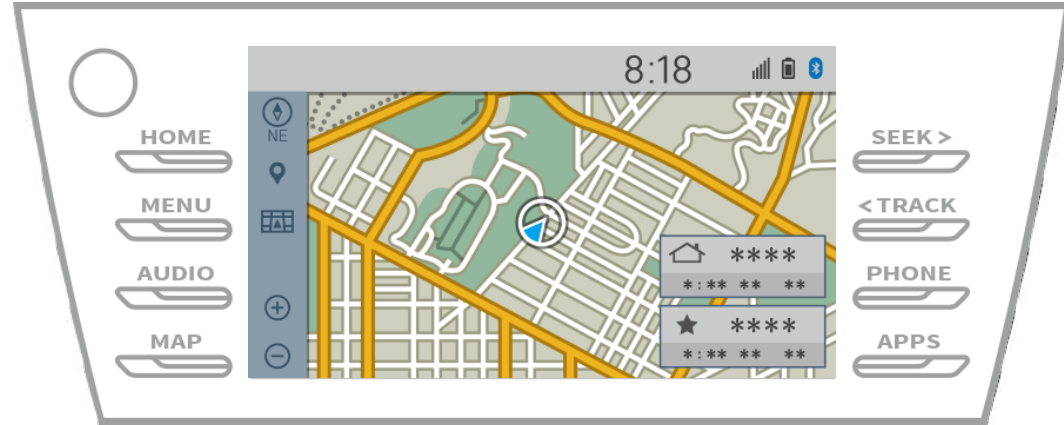 8:18
HOME
NE
SEEK >
MENU
< TRACK
****
AUDIO
*:** ** **
PHONE
****
MAP
*:** ** **
APPS